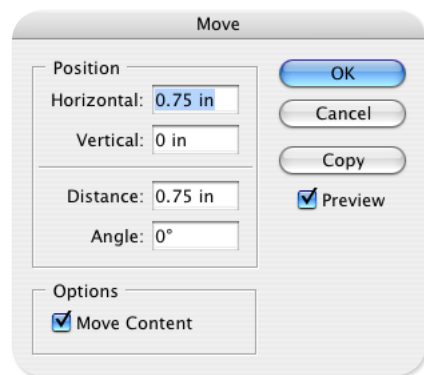 Move
Position
Horizontal: 0.75 in
Vertical: 0 in
Distance: 0.75 in
Angle: 0°
OK
Cancel
Copy
Preview
Options
Move Content